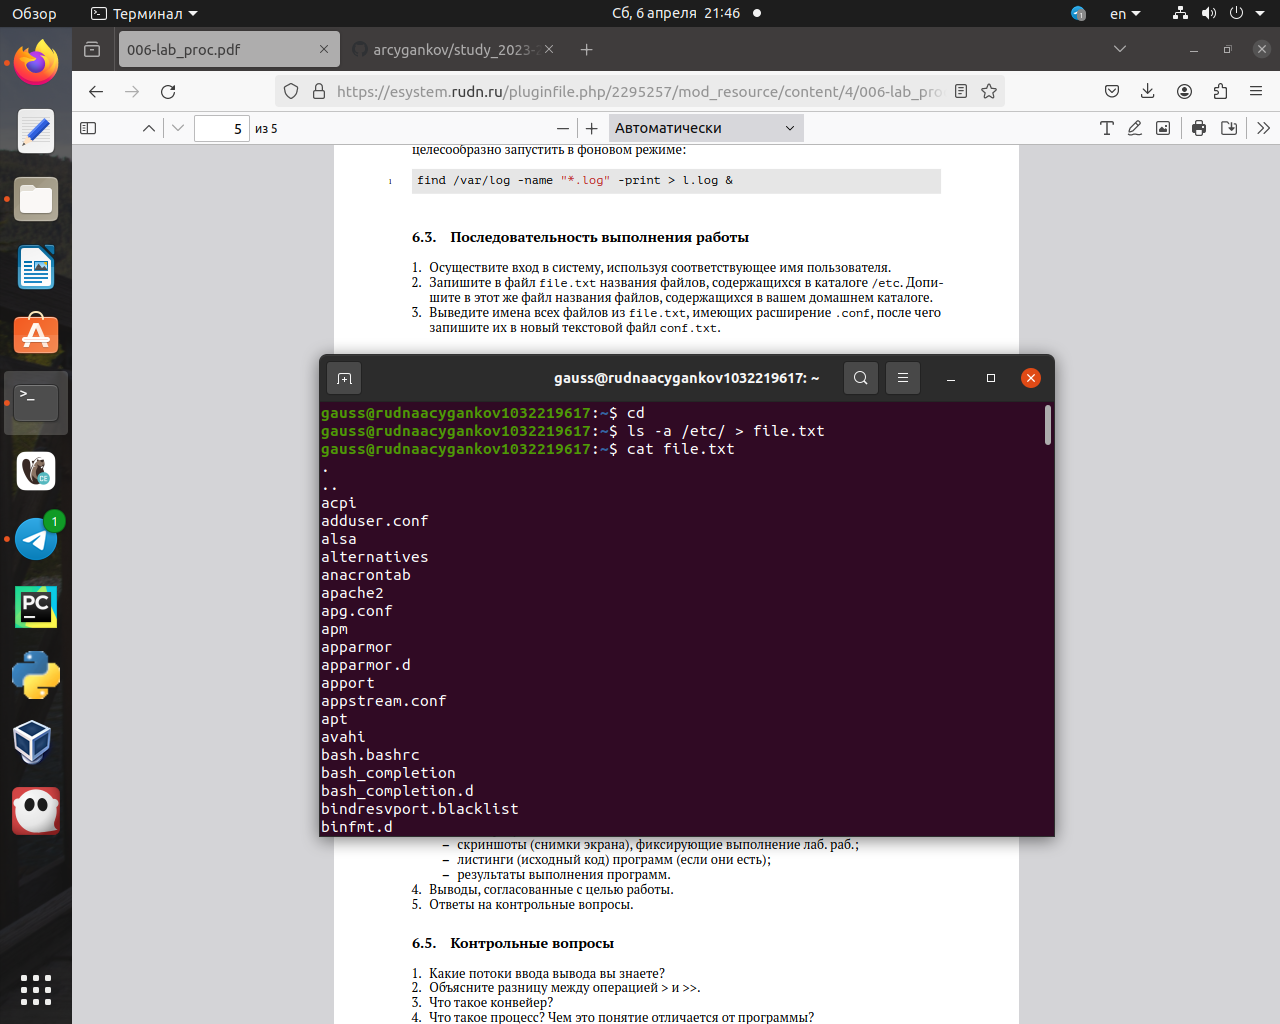 Обзор
Терминал
Сб, 6 апреля 21:46
en
006-lab_proc.pdf
arcygankov/study_2023-2
https://esystem.rudn.ru/pluginfile.php/2295257/mod_resource/content/4/006-lab_pro
5
из 5
Автоматически
целесообразно запустить в фоновом режиме:
1 find /var/log -name "*.log" -print > l.log &
6.3. Последовательность выполнения работы
1. Осуществите вход в систему, используя соответствующее имя пользователя.
2. Запишите в файл file.txt названия файлов, содержащихся в каталоге /etc. Допи-
шите в этот же файл названия файлов, содержащихся в вашем домашнем каталоге.
3. Выведите имена всех файлов из file.txt, имеющих расширение .conf, после чего
запишите их в новый текстовой файл conf.txt.
gauss@rudnaacygankov1032219617: ~
gauss@rudnaacygankov1032219617:~$ cd
gauss@rudnaacygankov1032219617:~$ ls -a /etc/ > file.txt
gauss@rudnaacygankov1032219617:~$ cat file.txt
.
..
acpi
adduser.conf
alsa
alternatives
anacrontab
apache2
apg.conf
apm
apparmor
apparmor.d
apport
appstream.conf
apt
avahi
bash.bashrc
bash_completion
bash_completion.d
bindresvport.blacklist
binfmt.d
– скриншоты (снимки экрана), фиксирующие выполнение лаб. раб.;
– листинги (исходный код) программ (если они есть);
– результаты выполнения программ.
4. Выводы, согласованные с целью работы.
5. Ответы на контрольные вопросы.
6.5. Контрольные вопросы
1. Какие потоки ввода вывода вы знаете?
2. Объясните разницу между операцией > и >>.
3. Что такое конвейер?
4. Что такое процесс? Чем это понятие отличается от программы?
>_
CE
1
PC